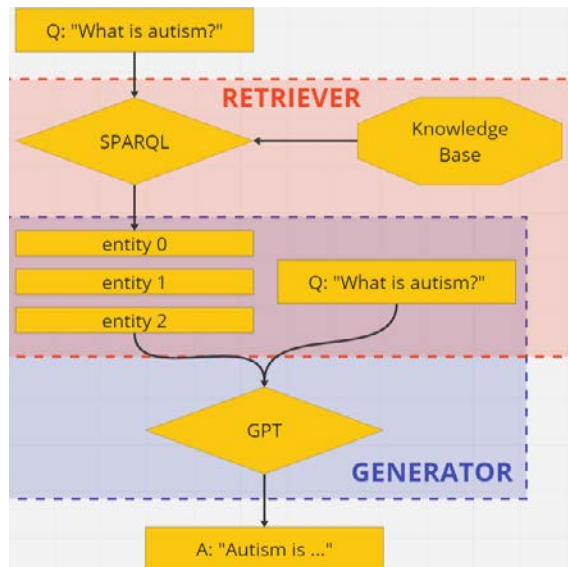 Q: "What is autism?"
RETRIEVER
SPARQL
Knowledge
Base
entity 0
entity 1
Q: "What is autism?"
entity 2
GPT
GENERATOR
A: "Autism is ..."